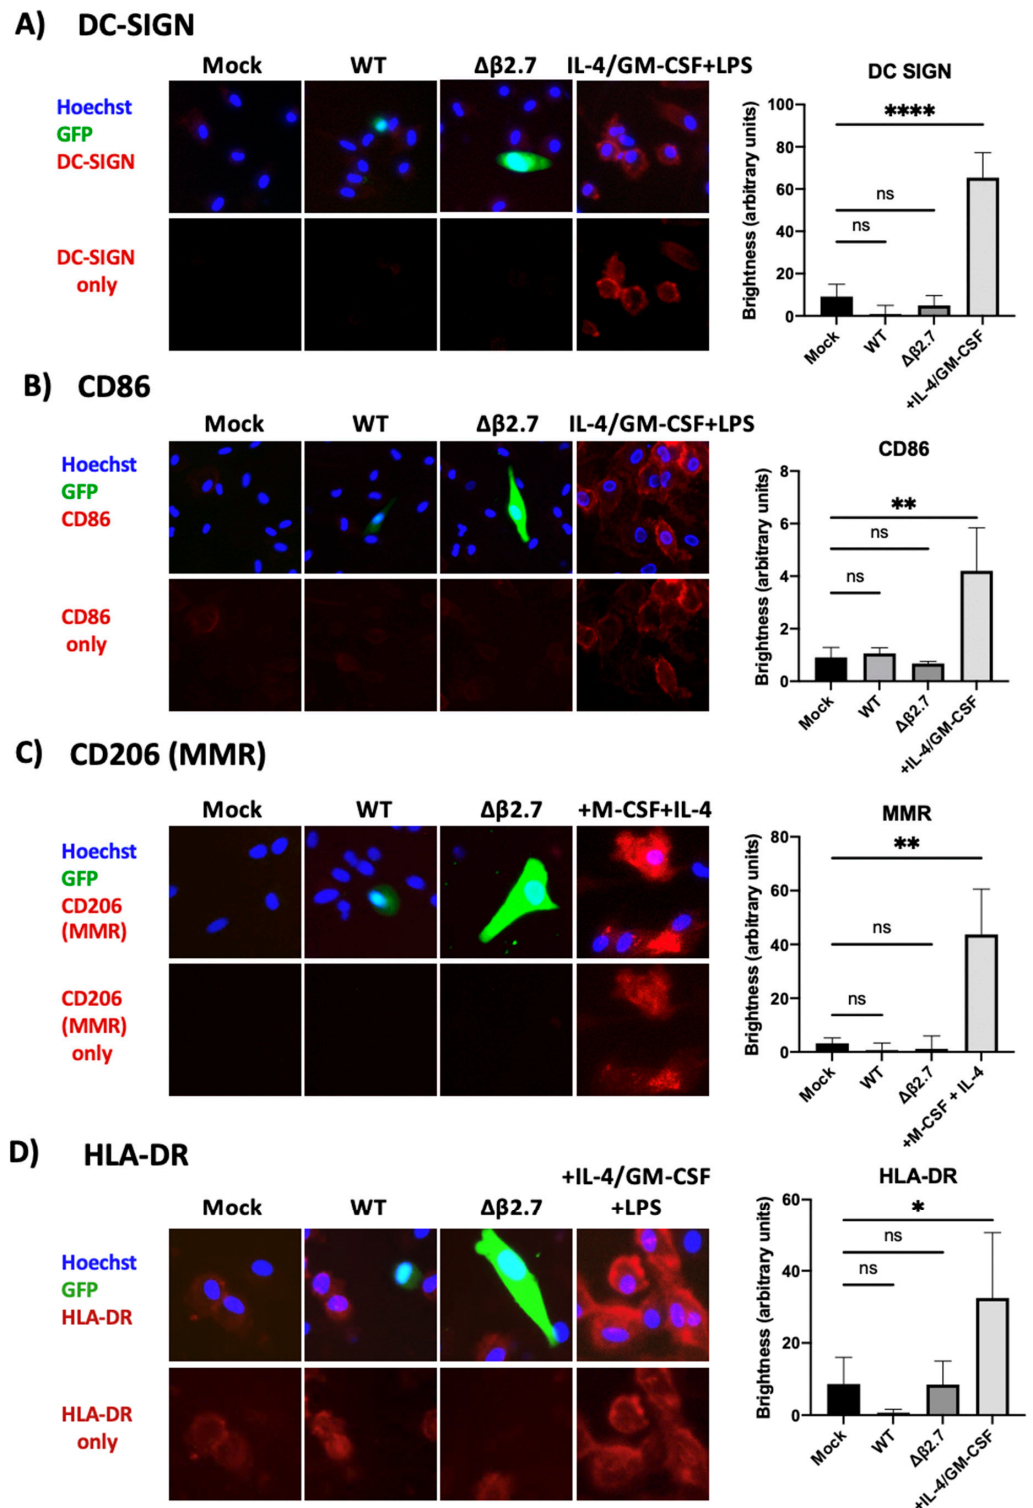 A) DC-SIGN
Mock WT Δβ2.7 IL-4/GM-CSF+LPS
Hoechst
GFP
DC-SIGN
DC-SIGN
only
DC SIGN
Brightness (arbitrary units)
100
80
60
40
20
0
****
ns
ns
Mock
WT
Δβ2.7
+IL-4/GM-CSF
B) CD86
Mock WT Δβ2.7 IL-4/GM-CSF+LPS
Hoechst
GFP
CD86
CD86
only
CD86
Brightness (arbitrary units)
8
6
4
2
0
**
ns
ns
Mock
WT
Δβ2.7
+IL-4/GM-CSF
C) CD206 (MMR)
Mock WT Δβ2.7 +M-CSF+IL-4
Hoechst
GFP
CD206
(MMR)
CD206
(MMR)
only
MMR
Brightness (arbitrary units)
80
60
40
20
0
**
ns
ns
Mock
WT
Δβ2.7
+M-CSF + IL-4
D) HLA-DR
+IL-4/GM-CSF
Mock WT Δβ2.7 +LPS
Hoechst
GFP
HLA-DR
HLA-DR
only
HLA-DR
Brightness (arbitrary units)
60
40
20
0
*
ns
ns
Mock
WT
Δβ2.7
+IL-4/GM-CSF